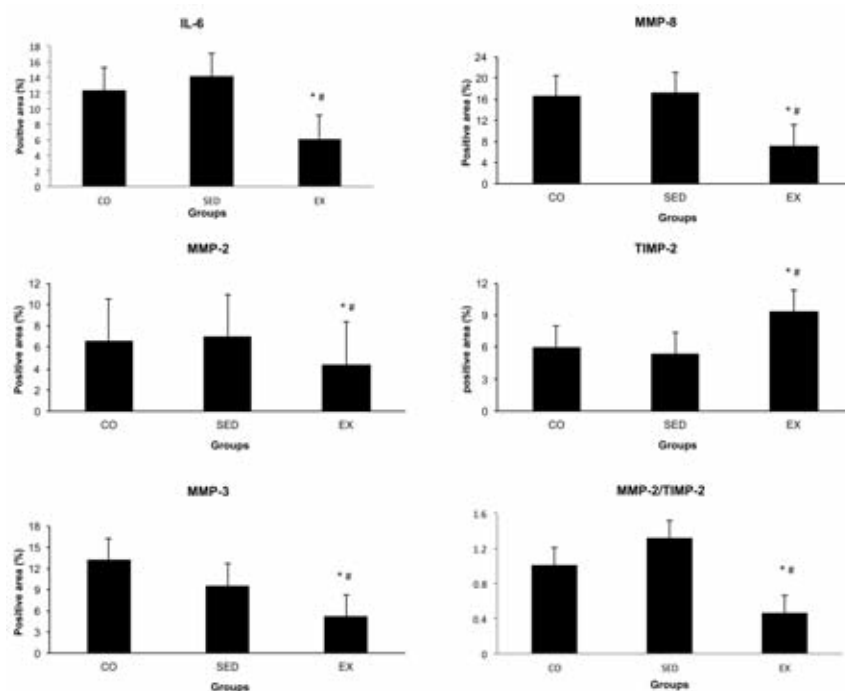 IL-6
Positive area (%)
18
16
14
12
10
8
6
4
2
0
* #
CO SED EX
Groups
MMP-8
Positive area (%)
24
20
16
12
8
4
0
* #
CO SED EX
Groups
MMP-2
Positive area (%)
12
10
8
6
4
2
0
* #
CO SED EX
Groups
TIMP-2
positive area (%)
12
9
6
3
0
* #
CO SED EX
Groups
MMP-3
Positive area (%)
18
15
12
9
6
3
0
* #
CO SED EX
Groups
MMP-2/TIMP-2
1.6
1.2
0.8
0.4
0
* #
CO SED EX
Groups